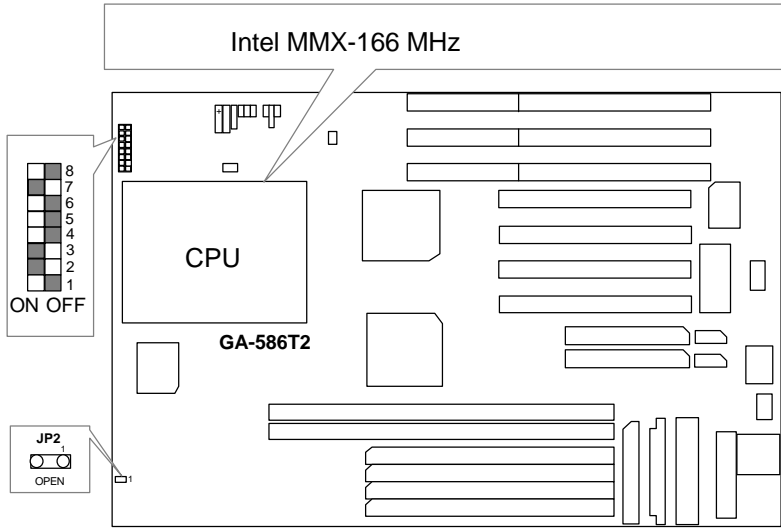 Intel MMX-166 MHz
8
7
6
5
4
3
2
1
ON OFF
CPU
GA-586T2
JP2
1
OPEN
1